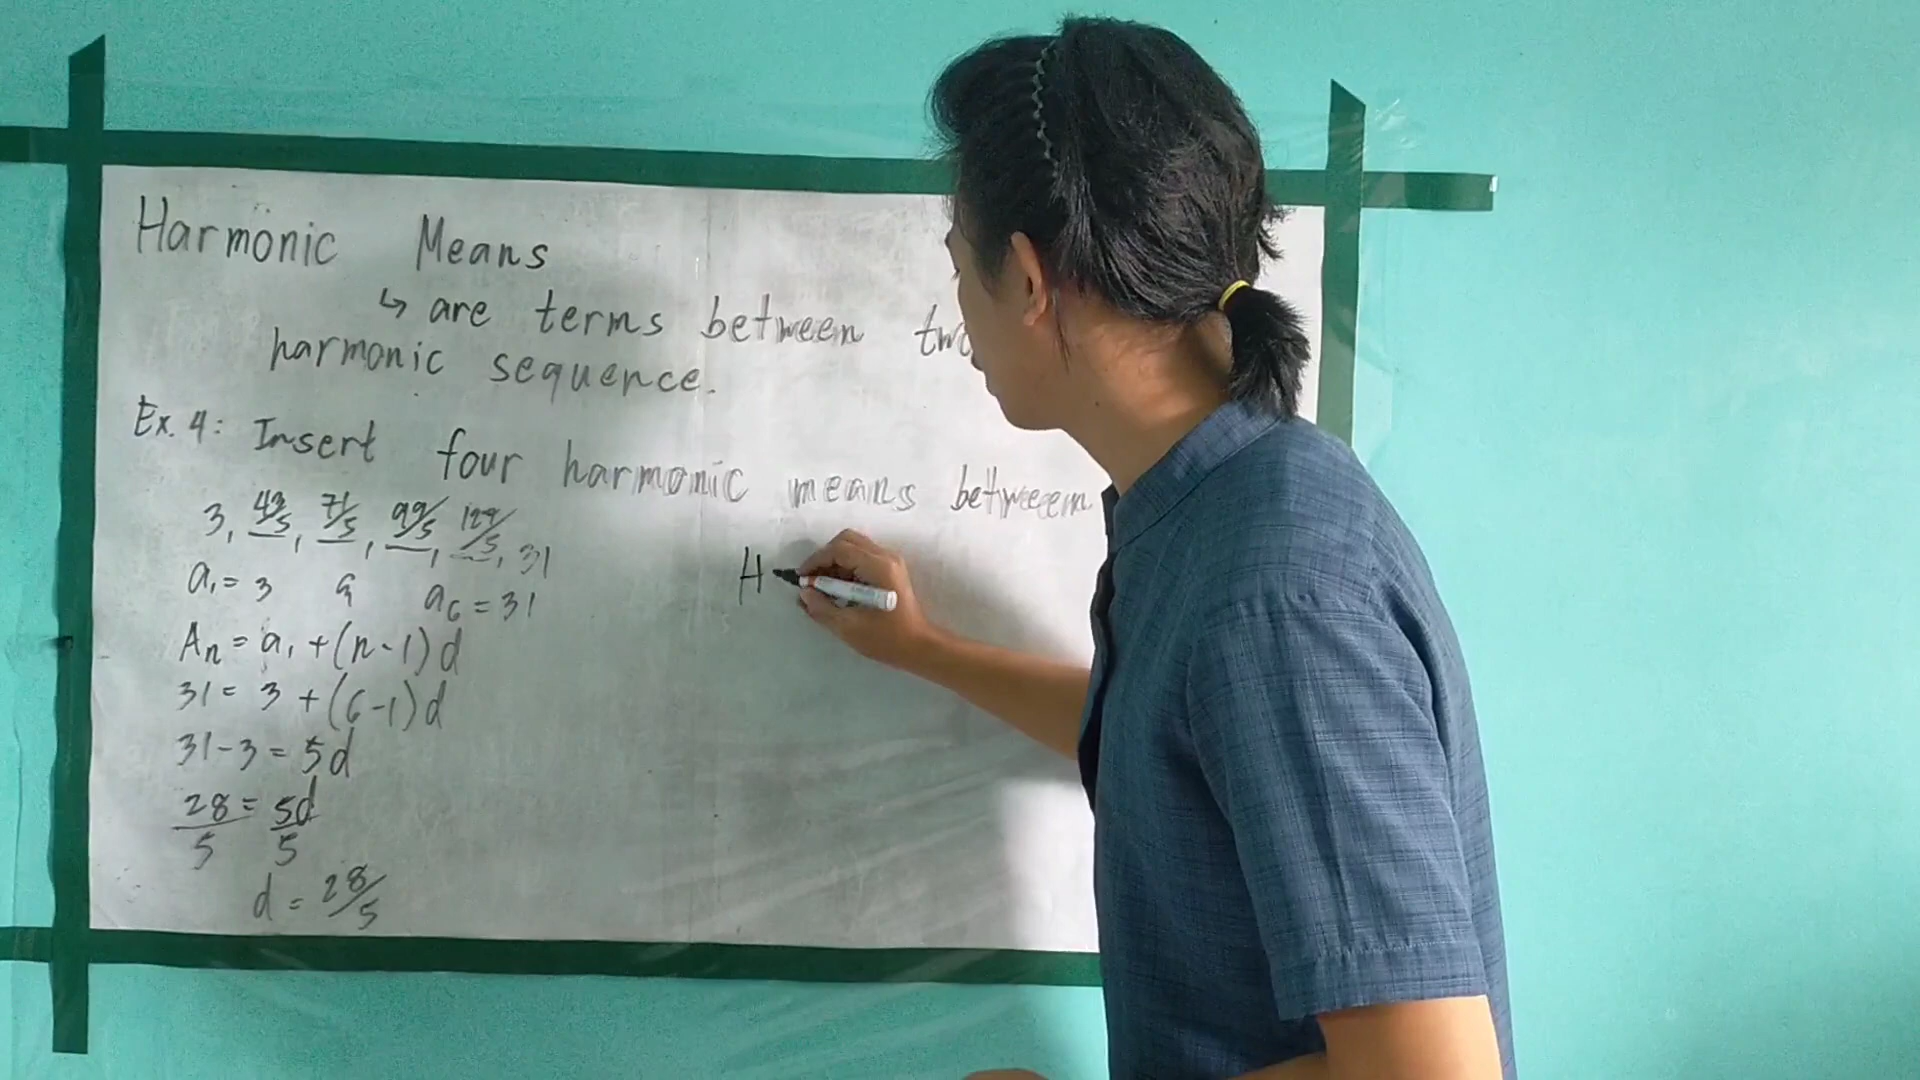 Harmonic Means
↳ are terms between two
harmonic sequence.
Ex. 4: Insert four harmonic means between
3, 43/5, 71/5, 99/5, 127/5, 31
a₁ = 3 a₆ = 31
Aₙ = a₁ + (n - 1) d
31 = 3 + (6 - 1) d
31 - 3 = 5d
28/5 = 5d/5
d = 28/5
H